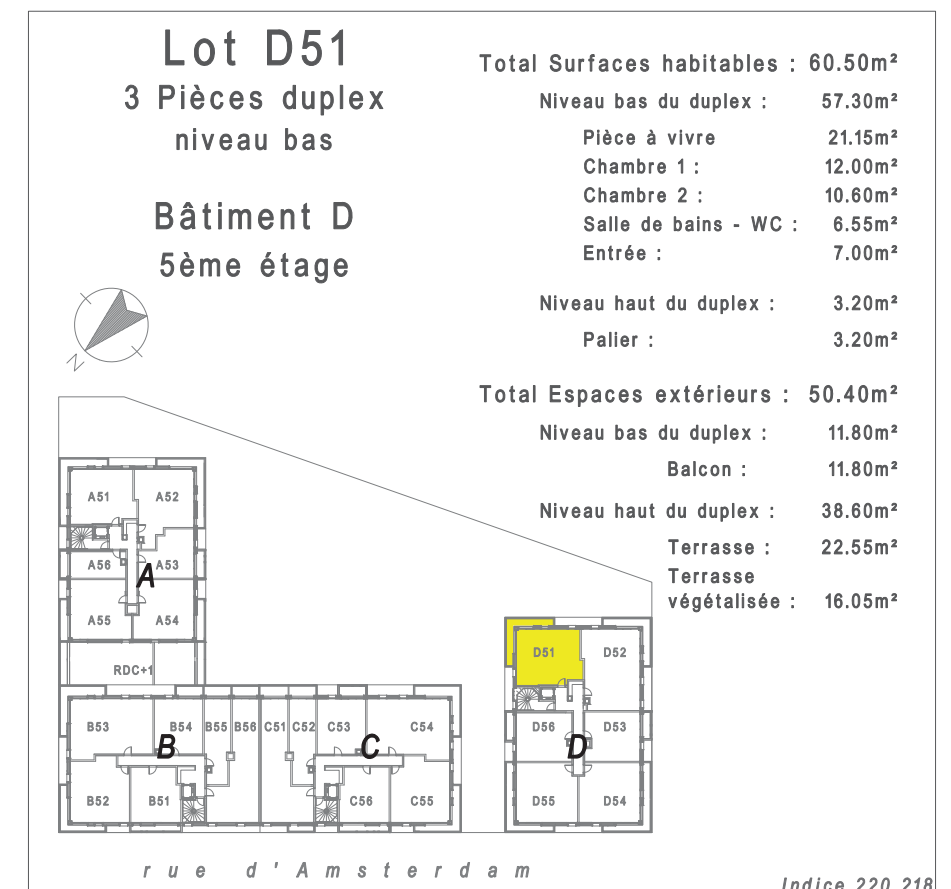 Lot D51
3 Pièces duplex
niveau bas
Bâtiment D
5ème étage
N
Total Surfaces habitables : 60.50m²
Niveau bas du duplex : 57.30m²
Pièce à vivre 21.15m²
Chambre 1 : 12.00m²
Chambre 2 : 10.60m²
Salle de bains - WC : 6.55m²
Entrée : 7.00m²
Niveau haut du duplex : 3.20m²
Palier : 3.20m²
Total Espaces extérieurs : 50.40m²
Niveau bas du duplex : 11.80m²
Balcon : 11.80m²
Niveau haut du duplex : 38.60m²
Terrasse : 22.55m²
Terrasse
végétalisée : 16.05m²
A51 A52
A56 A53
A
A55 A54
RDC+1
B53 B54 B55 B56 C51 C52 C53 C54
B C
B52 B51 C56 C55
D51 D52
D56 D53
D
D55 D54
rue d'Amsterdam
Indice 220 218